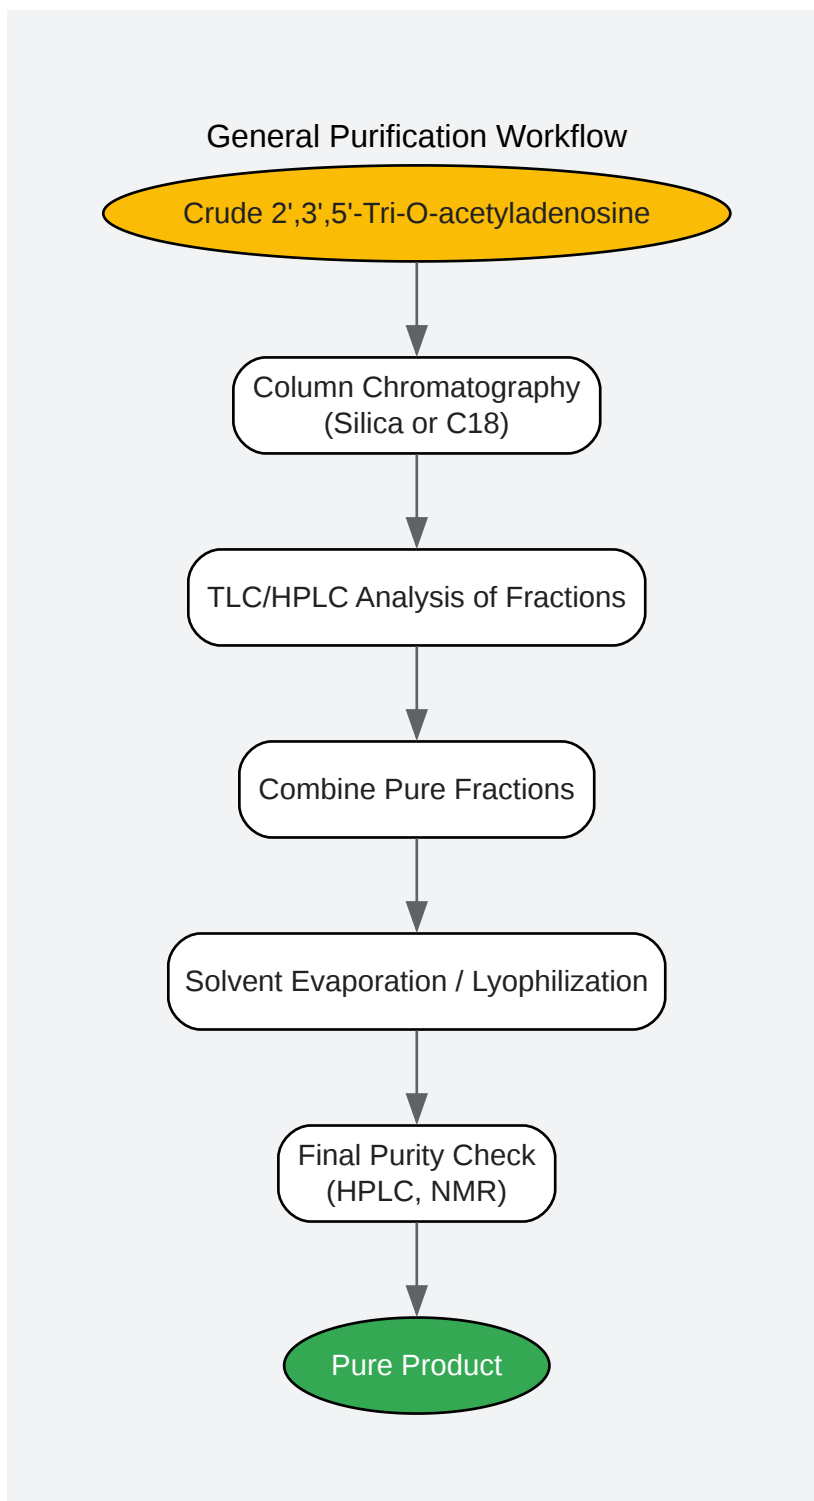 General Purification Workflow
Crude 2',3',5'-Tri-O-acetyladenosine
Column Chromatography
(Silica or C18)
TLC/HPLC Analysis of Fractions
Combine Pure Fractions
Solvent Evaporation / Lyophilization
Final Purity Check
(HPLC, NMR)
Pure Product